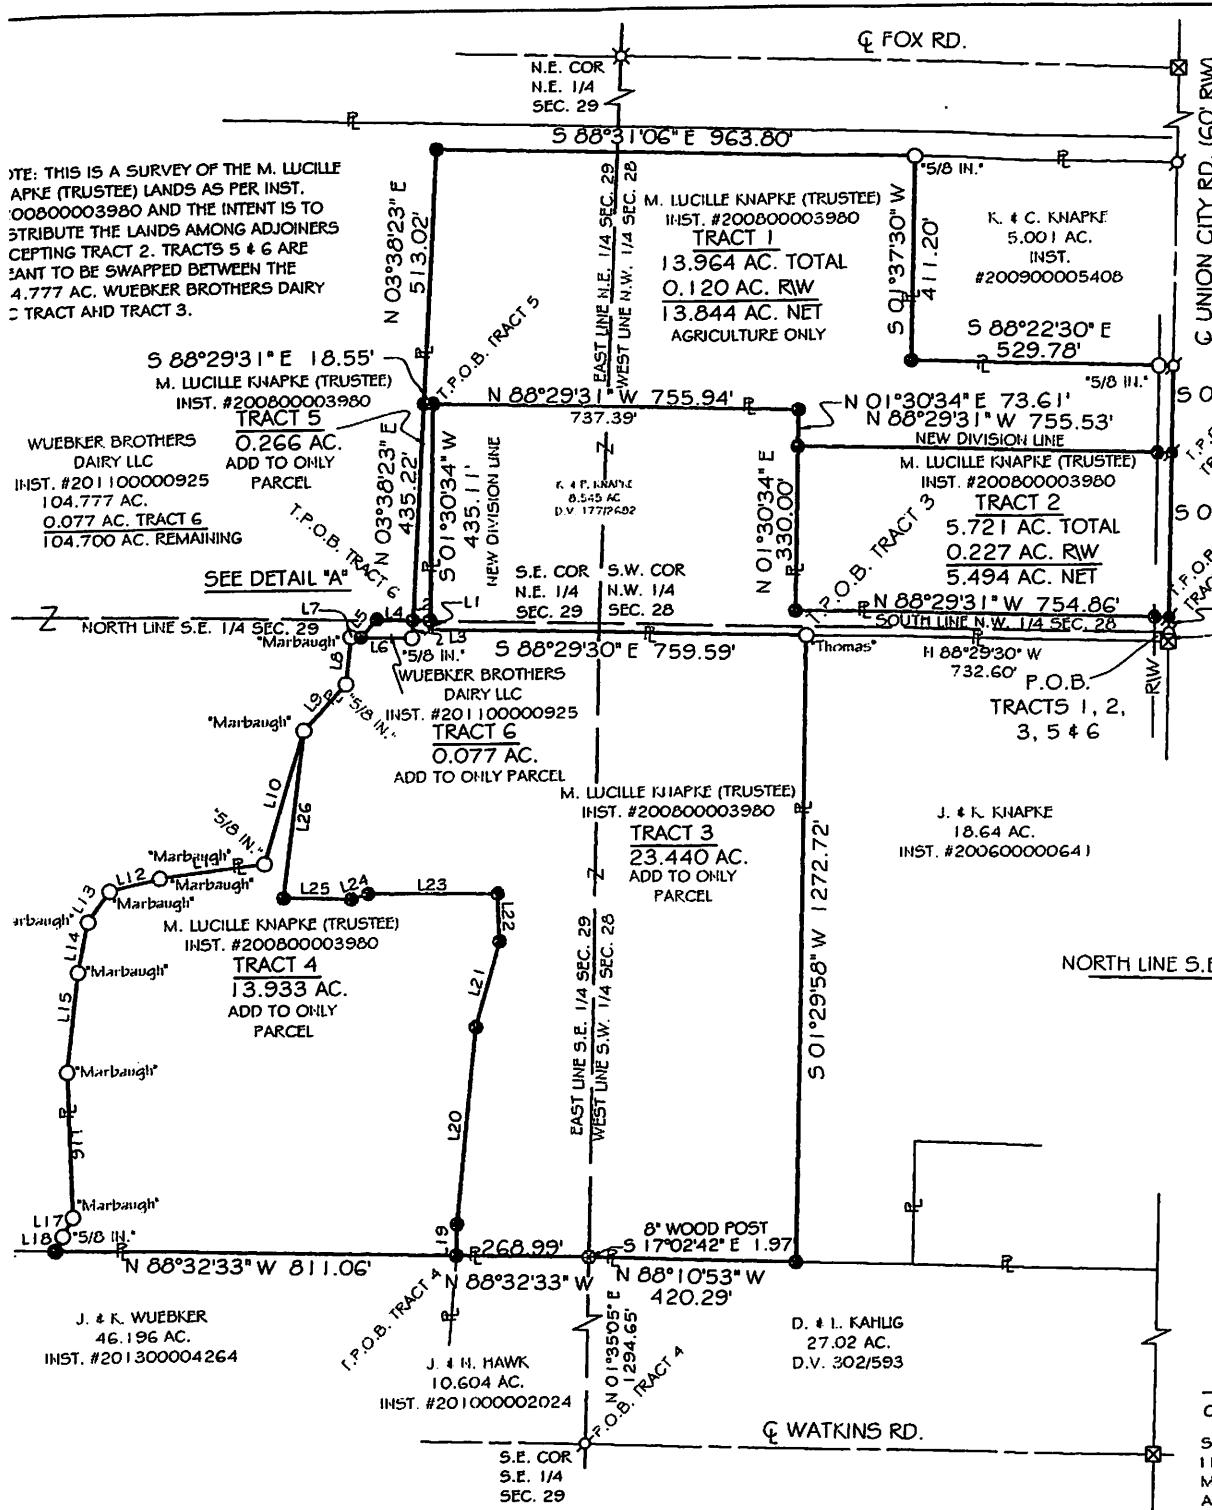 ℄ FOX RD.
N.E. COR
N.E. 1/4
SEC. 29
S 88°31'06" E 963.80'
OTE: THIS IS A SURVEY OF THE M. LUCILLE
APKE (TRUSTEE) LANDS AS PER INST.
00800003980 AND THE INTENT IS TO
STRIBUTE THE LANDS AMONG ADJOINERS
CEPTING TRACT 2. TRACTS 5 & 6 ARE
ANT TO BE SWAPPED BETWEEN THE
4.777 AC. WUEBKER BROTHERS DAIRY
C TRACT AND TRACT 3.
N 03°38'23" E
513.02'
EAST LINE N.E. 1/4 SEC. 29
WEST LINE N.W. 1/4 SEC. 28
M. LUCILLE KNAPKE (TRUSTEE)
INST. #200800003980
TRACT 1
13.964 AC. TOTAL
0.120 AC. R\W
13.844 AC. NET
AGRICULTURE ONLY
"5/8 IN."
S 01°37'30" W
411.20'
K. & C. KNAPKE
5.001 AC.
INST.
#200900005408
℄ UNION CITY RD. (60' R\W
S 88°22'30" E
529.78'
"5/8 IN."
S 0
S 88°29'31" E 18.55'
T.P.O.B. TRACT 5
M. LUCILLE KNAPKE (TRUSTEE)
INST. #200800003980
TRACT 5
0.266 AC.
ADD TO ONLY
PARCEL
N 88°29'31" W 755.94'
737.39'
N 01°30'34" E 73.61'
N 88°29'31" W 755.53'
NEW DIVISION LINE
WUEBKER BROTHERS
DAIRY LLC
INST. #201100000925
104.777 AC.
0.077 AC. TRACT 6
104.700 AC. REMAINING
N 03°38'23" E
435.22'
S 01°30'34" W
435.11'
NEW DIVISION LINE
K. & P. KNAPKE
8.545 AC
D.V. 177/2682
N 01°30'34" E
330.00'
M. LUCILLE KNAPKE (TRUSTEE)
INST. #200800003980
TRACT 2
5.721 AC. TOTAL
0.227 AC. R\W
5.494 AC. NET
S 0
T.P.O.B. TRACT 6
T.P.O.B. TRACT 3
SEE DETAIL "A"
S.E. COR
N.E. 1/4
SEC. 29
S.W. COR
N.W. 1/4
SEC. 28
N 88°29'31" W 754.86'
SOUTH LINE N.W. 1/4 SEC. 28
NORTH LINE S.E. 1/4 SEC. 29
L7
L5
L4
L2
L1
"Marbaugh"
L6
L3
"5/8 IN."
S 88°29'30" E 759.59'
"Thomas"
N 88°29'30" W
732.60'
P.O.B.
TRACTS 1, 2,
3, 5 & 6
R\W
L8
WUEBKER BROTHERS
DAIRY LLC
INST. #201100000925
TRACT 6
0.077 AC.
ADD TO ONLY PARCEL
L9
"5/8 IN."
"Marbaugh"
L10
L26
M. LUCILLE KNAPKE (TRUSTEE)
INST. #200800003980
TRACT 3
23.440 AC.
ADD TO ONLY
PARCEL
S 01°29'58" W 1272.72'
J. & K. KNAPKE
18.64 AC.
INST. #200600000641
"5/8 IN."
"Marbaugh"
L11
"Marbaugh"
L12
"Marbaugh"
L13
arbaugh"
L14
"Marbaugh"
L15
"Marbaugh"
L25
L24
L23
L22
L21
L20
M. LUCILLE KNAPKE (TRUSTEE)
INST. #200800003980
TRACT 4
13.933 AC.
ADD TO ONLY
PARCEL
EAST LINE S.E. 1/4 SEC. 29
WEST LINE S.W. 1/4 SEC. 28
NORTH LINE S.E
L16
"Marbaugh"
L17
L18
"5/8 IN."
L19
N 88°32'33" W 811.06'
268.99'
N 88°32'33" W
8" WOOD POST
S 17°02'42" E 1.97'
N 88°10'53" W
420.29'
T.P.O.B. TRACT 4
J. & K. WUEBKER
46.196 AC.
INST. #201300004264
J. & N. HAWK
10.604 AC.
INST. #201000002024
N 01°35'05" E
1294.65'
P.O.B. TRACT 4
D. & L. KAHLIG
27.02 AC.
D.V. 302/593
℄ WATKINS RD.
S.E. COR
S.E. 1/4
SEC. 29